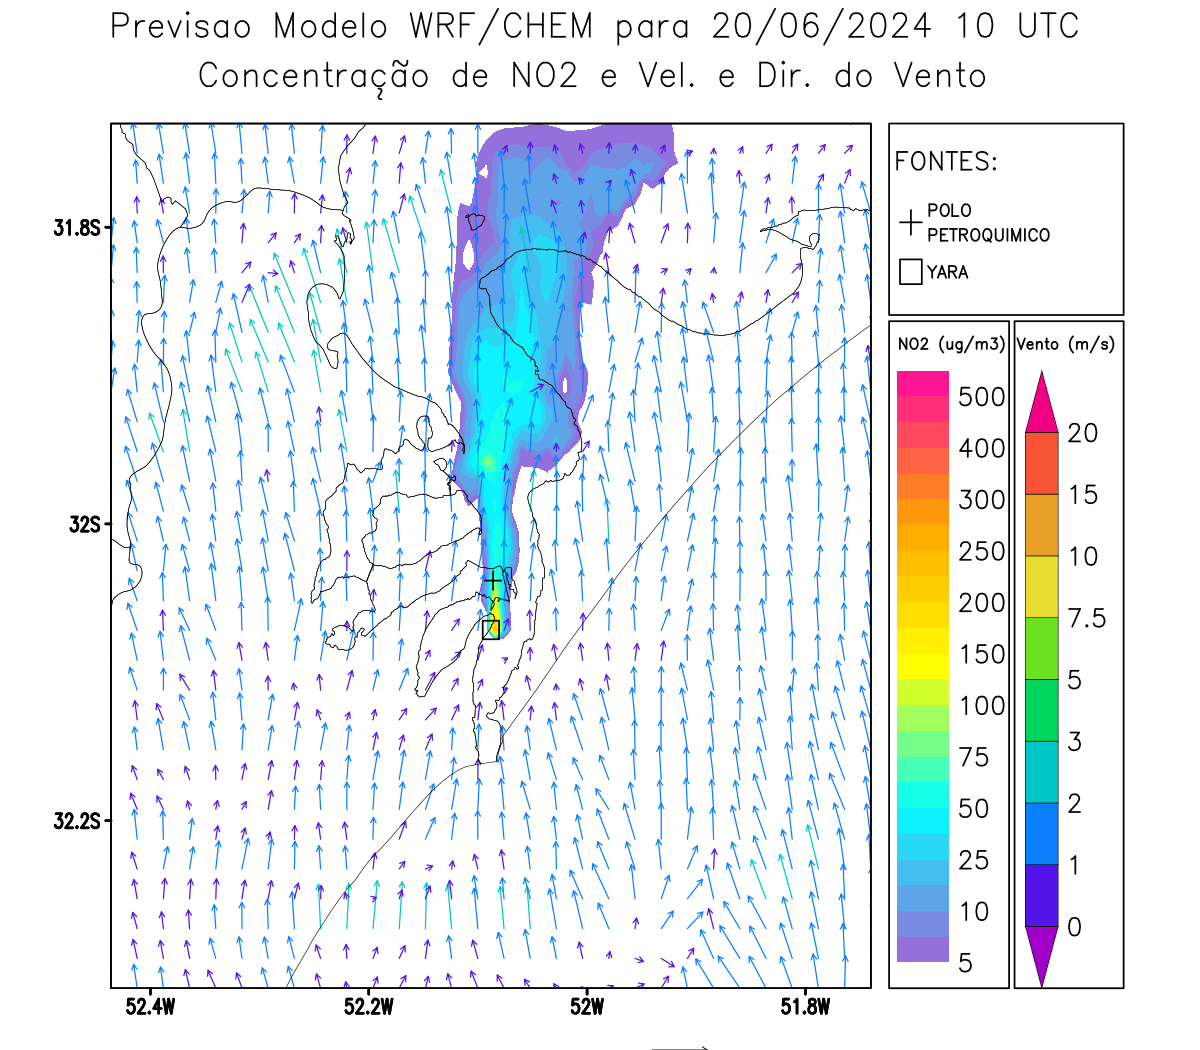 Previsao Modelo WRF/CHEM para 20/06/2024 10 UTC
Concentração de NO2 e Vel. e Dir. do Vento
FONTES:
POLO
PETROQUIMICO
YARA
NO2 (ug/m3)
500
400
300
250
200
150
100
75
50
25
10
5
Vento (m/s)
20
15
10
7.5
5
3
2
1
0
31.8S
32S
32.2S
52.4W
52.2W
52W
51.8W